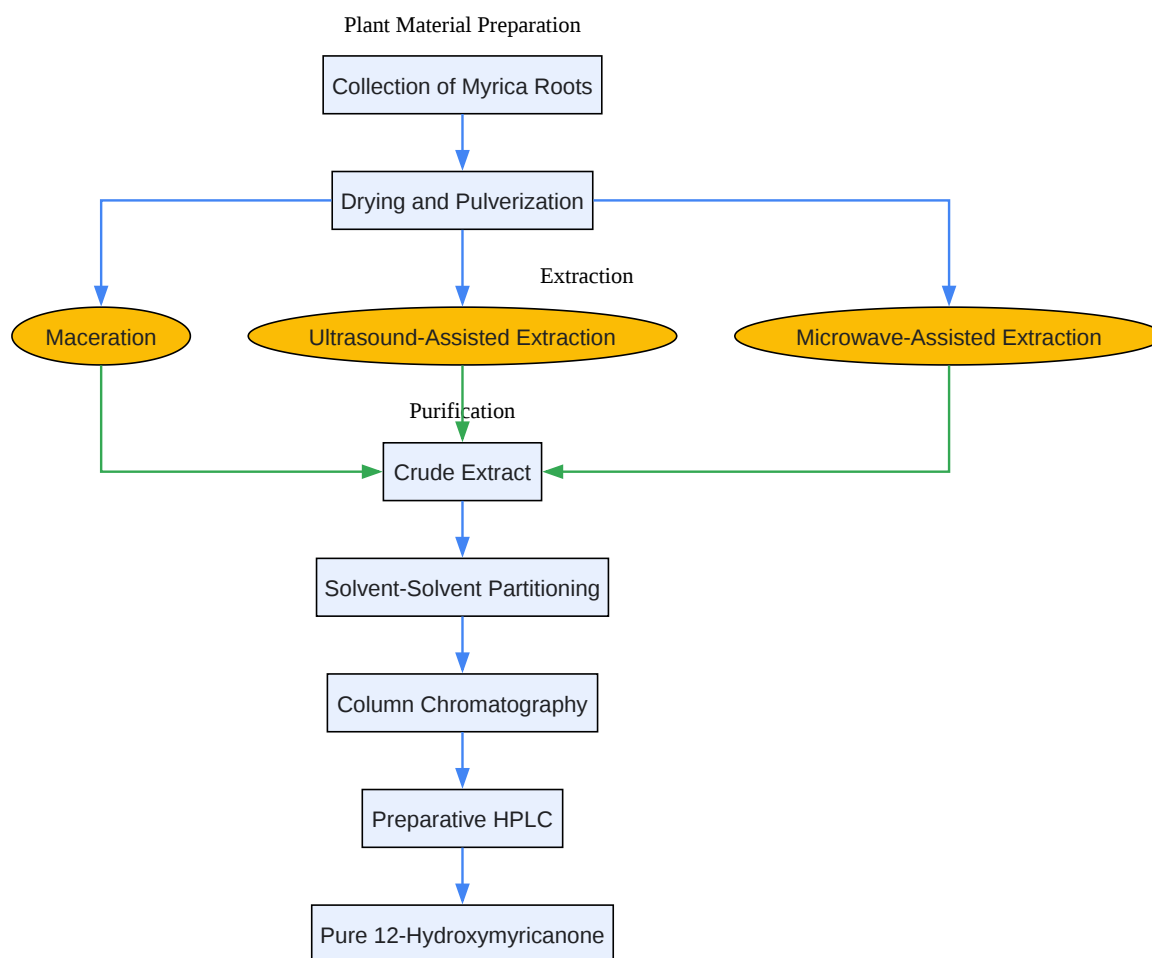 Plant Material Preparation
Collection of Myrica Roots
Drying and Pulverization
Extraction
Maceration
Ultrasound-Assisted Extraction
Microwave-Assisted Extraction
Purification
Crude Extract
Solvent-Solvent Partitioning
Column Chromatography
Preparative HPLC
Pure 12-Hydroxymyricanone